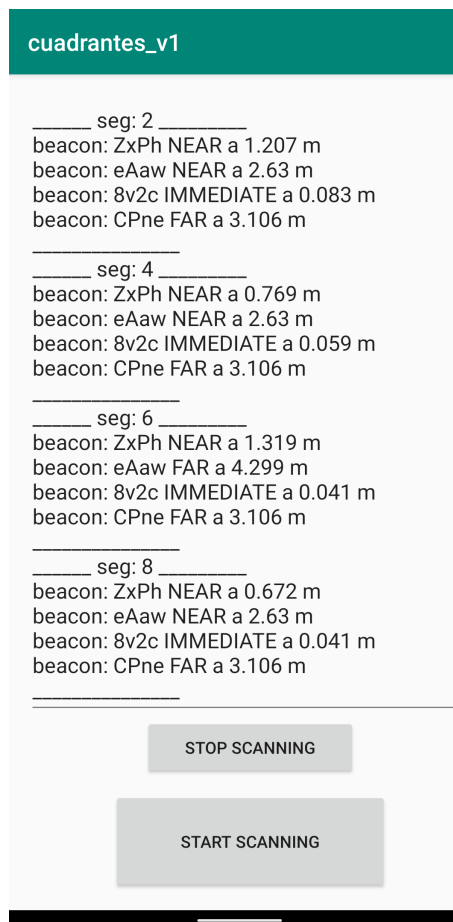 cuadrantes_v1
______ seg: 2 _________
beacon: ZxPh NEAR a 1.207 m
beacon: eAaw NEAR a 2.63 m
beacon: 8v2c IMMEDIATE a 0.083 m
beacon: CPne FAR a 3.106 m
_______________
______ seg: 4 _________
beacon: ZxPh NEAR a 0.769 m
beacon: eAaw NEAR a 2.63 m
beacon: 8v2c IMMEDIATE a 0.059 m
beacon: CPne FAR a 3.106 m
_______________
______ seg: 6 _________
beacon: ZxPh NEAR a 1.319 m
beacon: eAaw FAR a 4.299 m
beacon: 8v2c IMMEDIATE a 0.041 m
beacon: CPne FAR a 3.106 m
_______________
______ seg: 8 _________
beacon: ZxPh NEAR a 0.672 m
beacon: eAaw NEAR a 2.63 m
beacon: 8v2c IMMEDIATE a 0.041 m
beacon: CPne FAR a 3.106 m
_______________
STOP SCANNING
START SCANNING